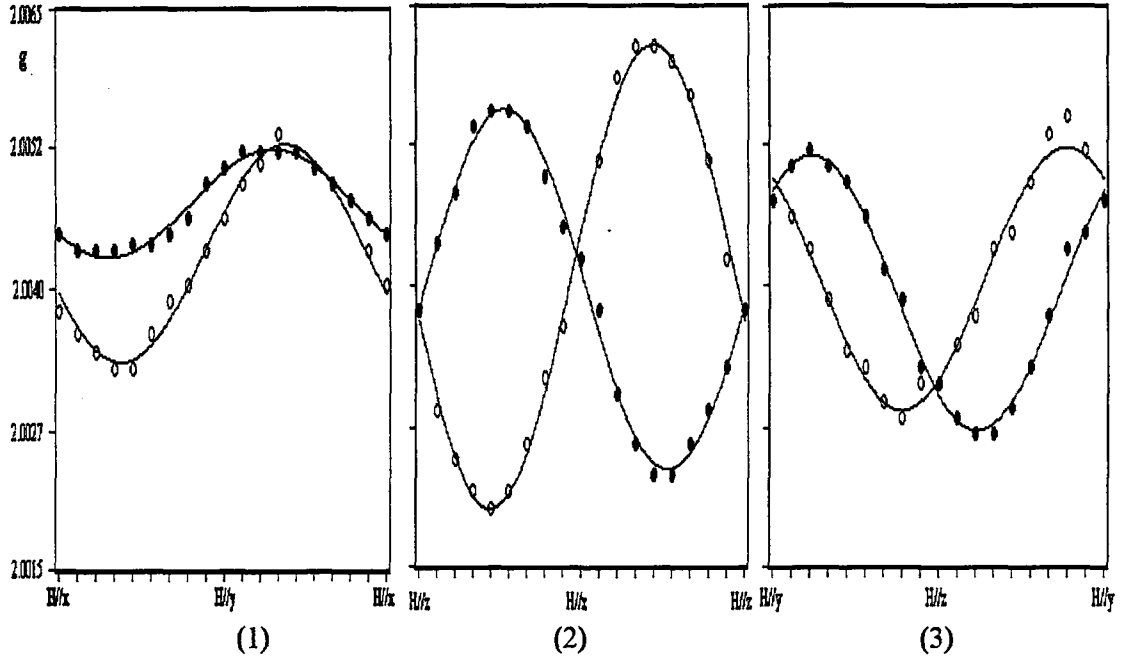 2.0065
g
2.0052
2.0040
2.0027
2.0015
H//x H//y H//x
H//z H//x H//z
H//y H//z H//y
(1) (2) (3)